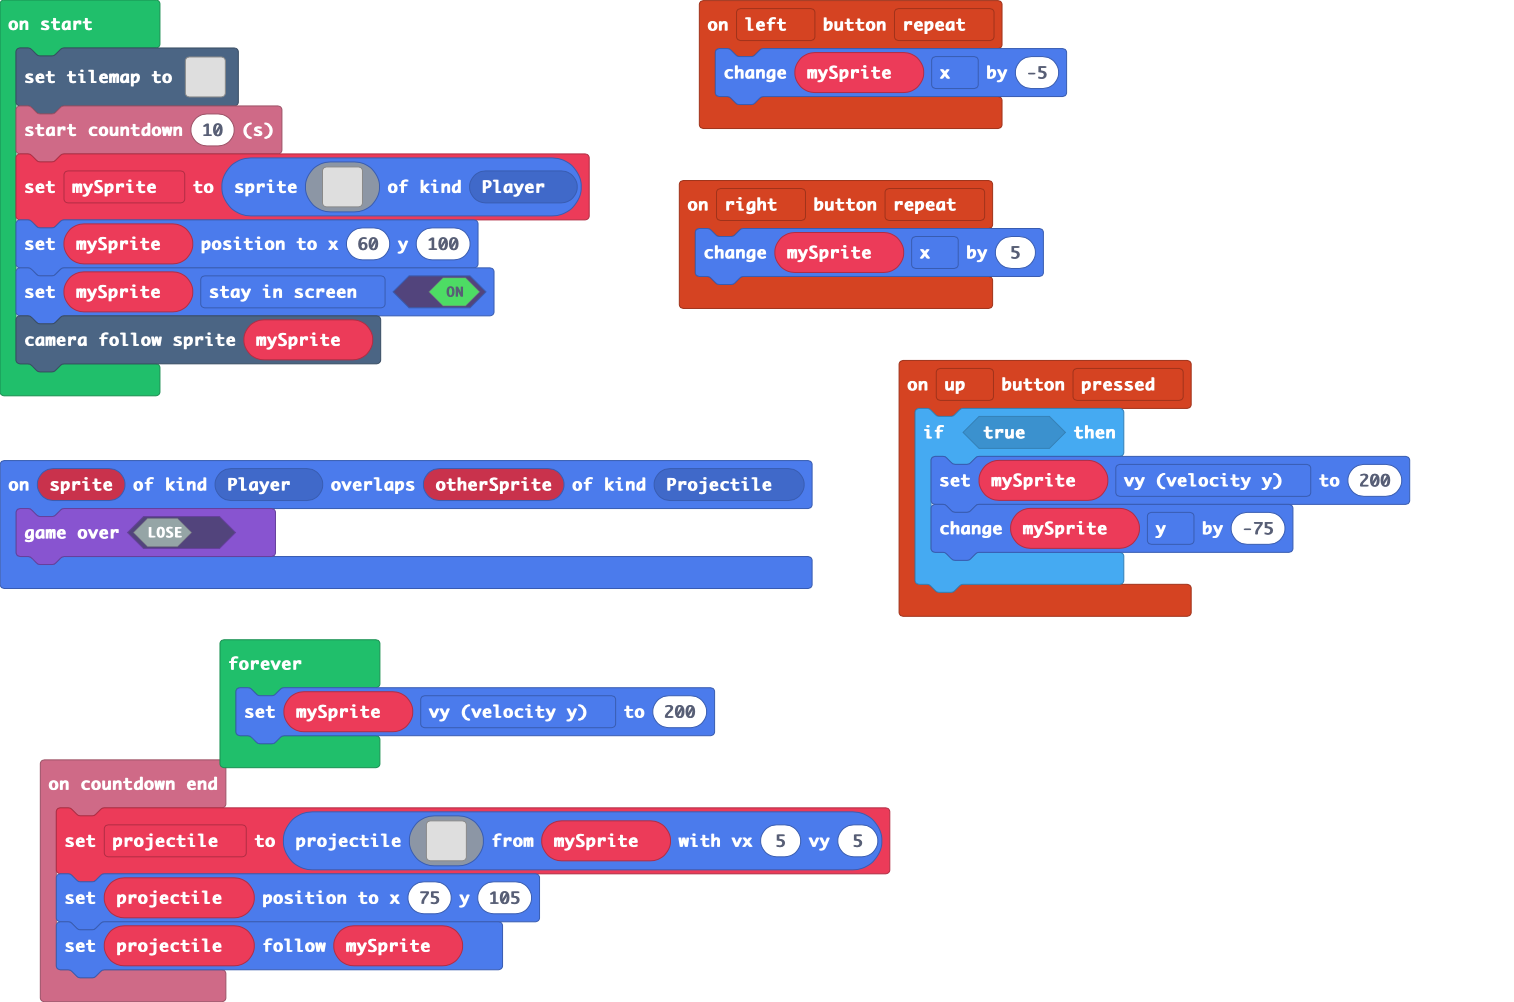 on start
set tilemap to
start countdown 10 (s)
set mySprite to sprite of kind Player
set mySprite position to x 60 y 100
set mySprite stay in screen ON
camera follow sprite mySprite
on left button repeat
change mySprite x by -5
on right button repeat
change mySprite x by 5
on up button pressed
if true then
set mySprite vy (velocity y) to 200
change mySprite y by -75
on sprite of kind Player overlaps otherSprite of kind Projectile
game over LOSE
forever
set mySprite vy (velocity y) to 200
on countdown end
set projectile to projectile from mySprite with vx 5 vy 5
set projectile position to x 75 y 105
set projectile follow mySprite